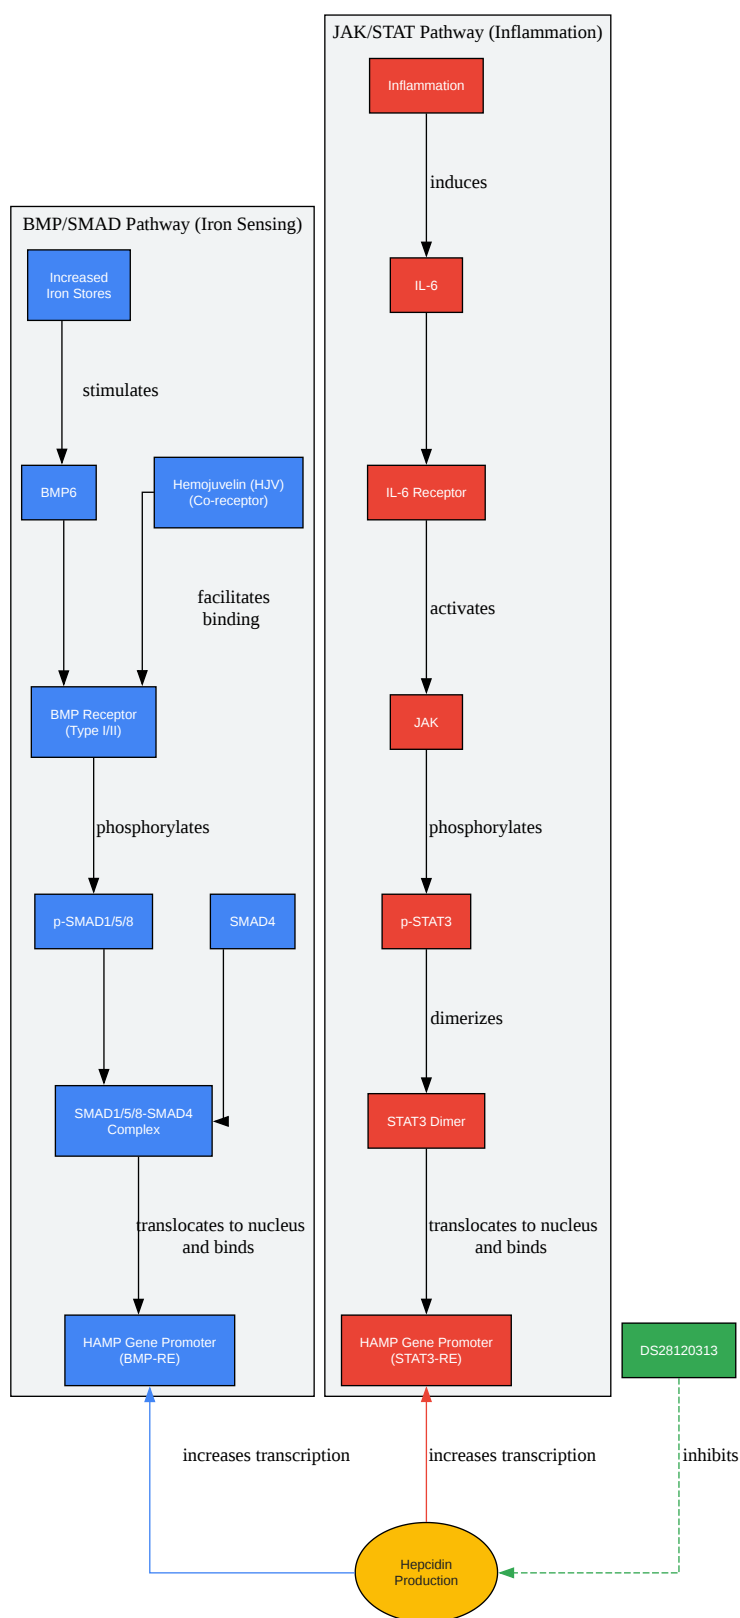 JAK/STAT Pathway (Inflammation)
Inflammation
induces
IL-6
IL-6 Receptor
activates
JAK
phosphorylates
p-STAT3
dimerizes
STAT3 Dimer
translocates to nucleus
and binds
HAMP Gene Promoter
(STAT3-RE)
BMP/SMAD Pathway (Iron Sensing)
Increased
Iron Stores
stimulates
BMP6
Hemojuvelin (HJV)
(Co-receptor)
facilitates
binding
BMP Receptor
(Type I/II)
phosphorylates
p-SMAD1/5/8
SMAD4
SMAD1/5/8-SMAD4
Complex
translocates to nucleus
and binds
HAMP Gene Promoter
(BMP-RE)
DS28120313
increases transcription
increases transcription
inhibits
Hepcidin
Production